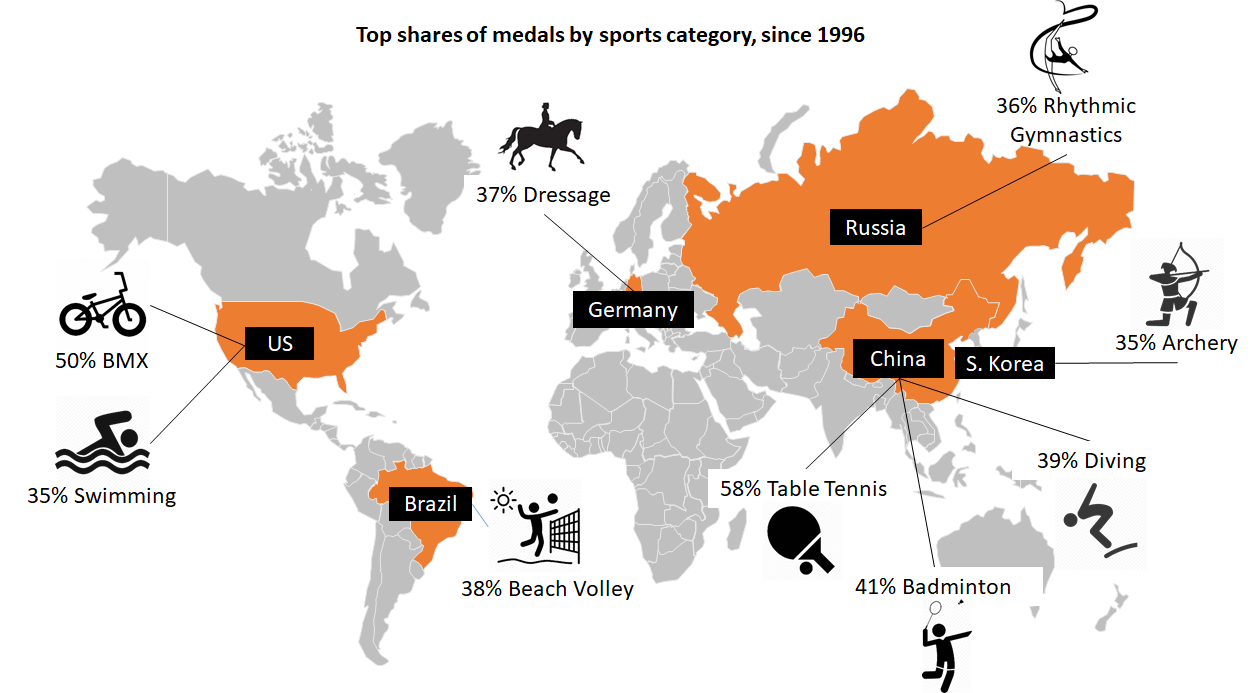 Top shares of medals by sports category, since 1996
36% Rhythmic
Gymnastics
37% Dressage
Russia
Germany
US
50% BMX
China
S. Korea
35% Archery
35% Swimming
Brazil
38% Beach Volley
58% Table Tennis
39% Diving
41% Badminton